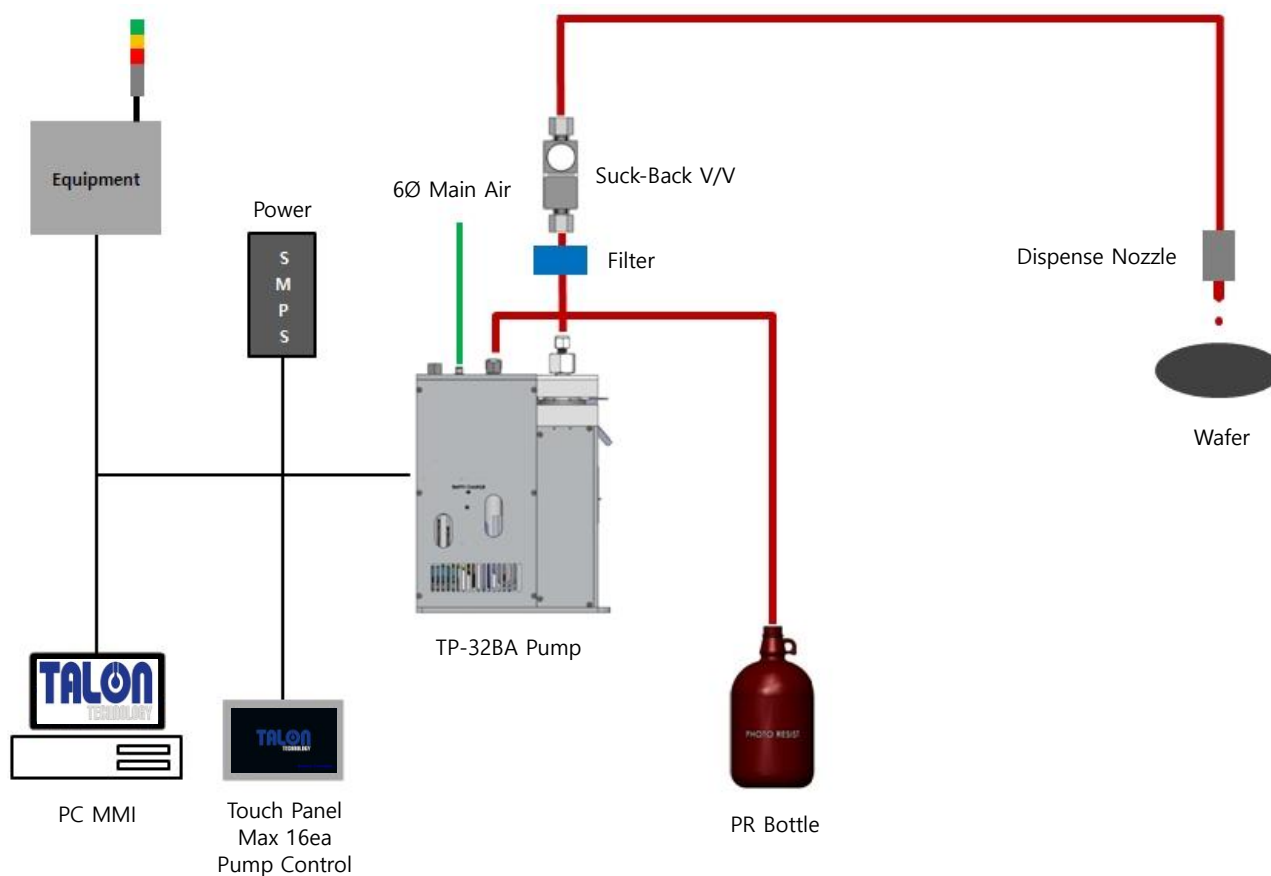 Equipment
Power
S
M
P
S
6Ø Main Air
Suck-Back V/V
Filter
Dispense Nozzle
Wafer
TP-32BA Pump
TALON
TECHNOLOGY
PC MMI
TALON
TECHNOLOGY
Touch Panel
Max 16ea
Pump Control
PHOTO RESIST
PR Bottle